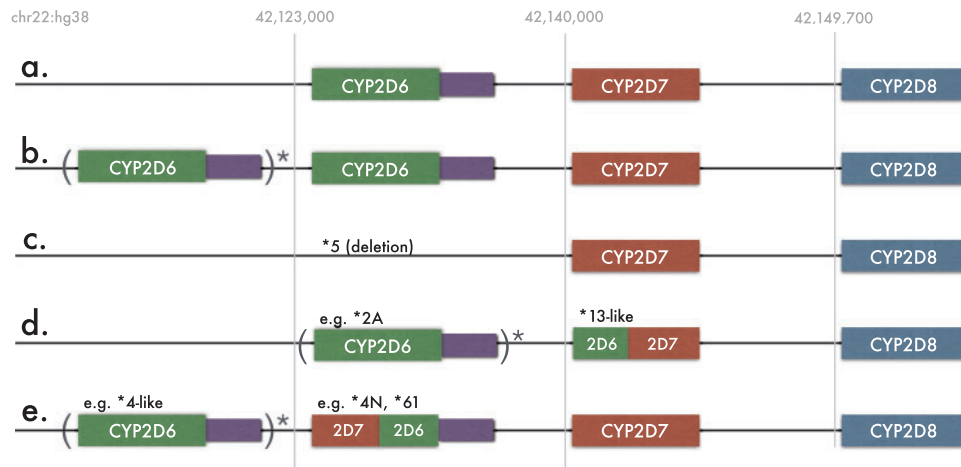 chr22:hg38 42,123,000 42,140,000 42,149,700
a. CYP2D6 CYP2D7 CYP2D8
b. ( CYP2D6 )* CYP2D6 CYP2D7 CYP2D8
c. *5 (deletion) CYP2D7 CYP2D8
e.g. *2A *13-like
d. ( CYP2D6 )* 2D6 2D7 CYP2D8
e.g. *4-like e.g. *4N, *61
e. ( CYP2D6 )* 2D7 2D6 CYP2D7 CYP2D8